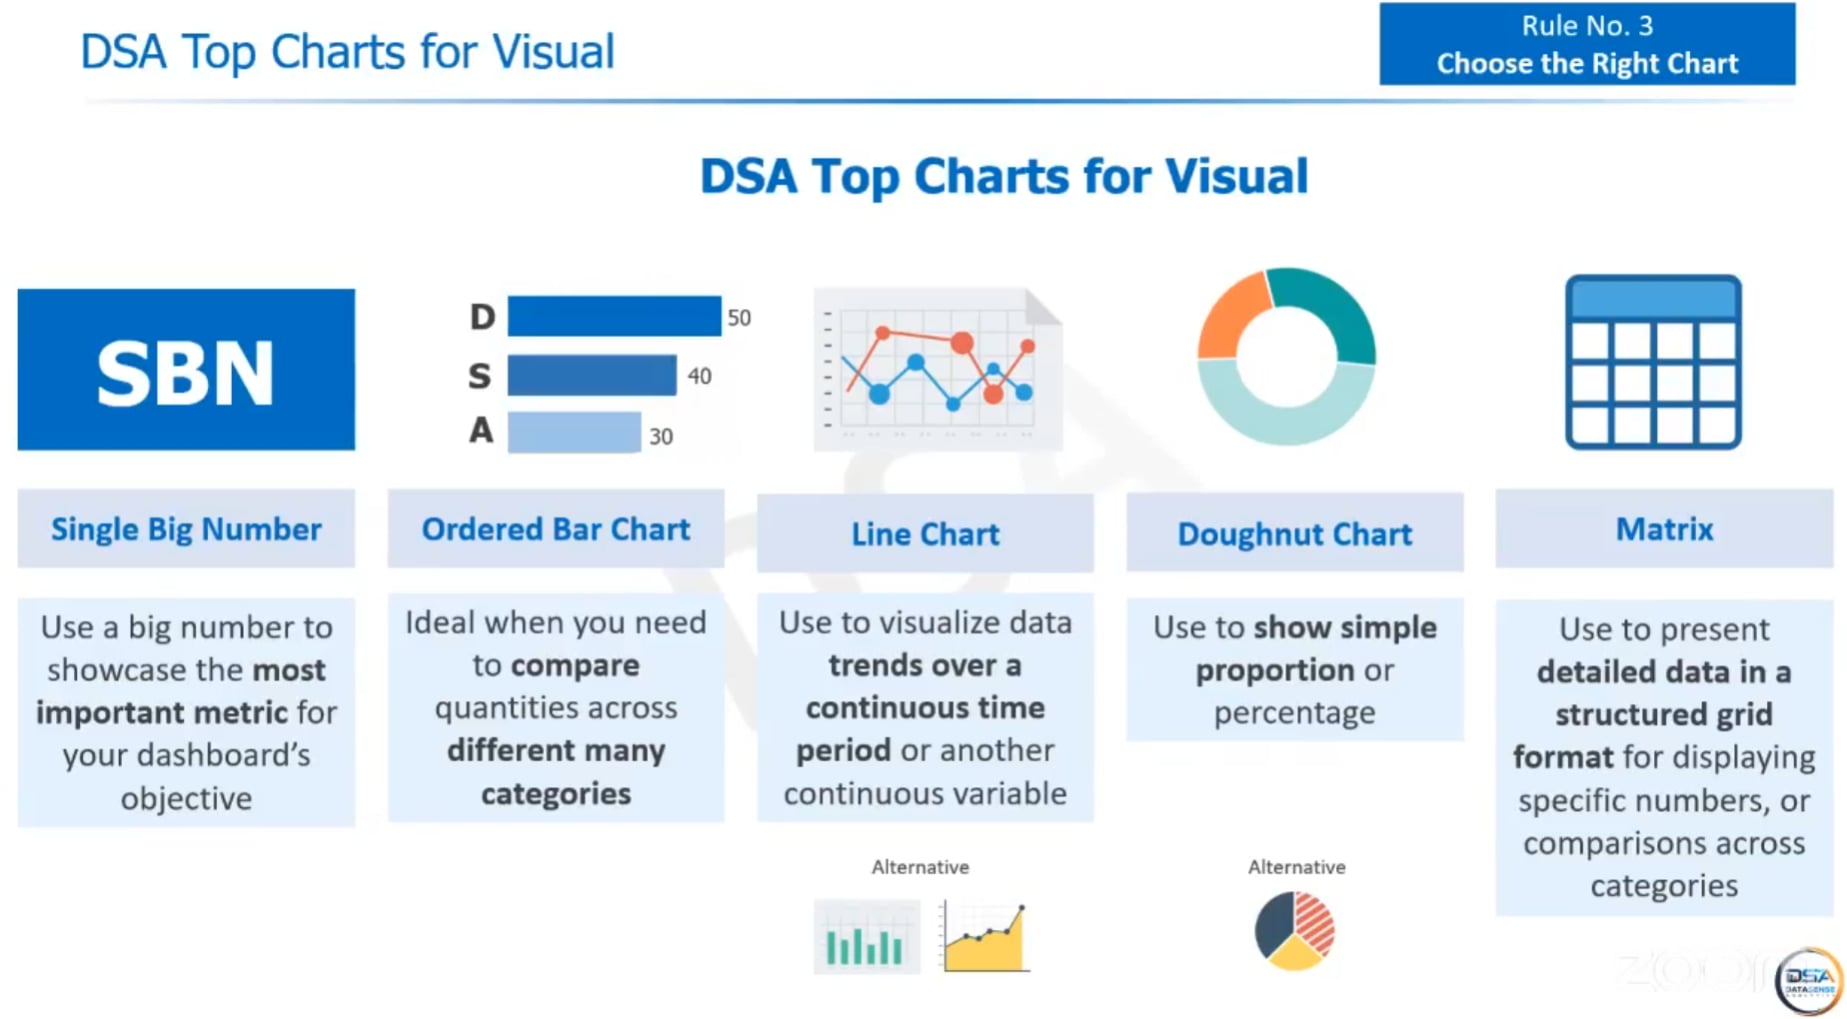 DSA Top Charts for Visual
Rule No. 3
Choose the Right Chart
DSA Top Charts for Visual
SBN
D 50
S 40
A 30
Single Big Number
Use a big number to
showcase the most
important metric for
your dashboard's
objective
Ordered Bar Chart
Ideal when you need
to compare
quantities across
different many
categories
Line Chart
Use to visualize data
trends over a
continuous time
period or another
continuous variable
Alternative
Doughnut Chart
Use to show simple
proportion or
percentage
Alternative
Matrix
Use to present
detailed data in a
structured grid
format for displaying
specific numbers, or
comparisons across
categories
DSA
zoom
DSA
DATASENSE
ANALYTICS